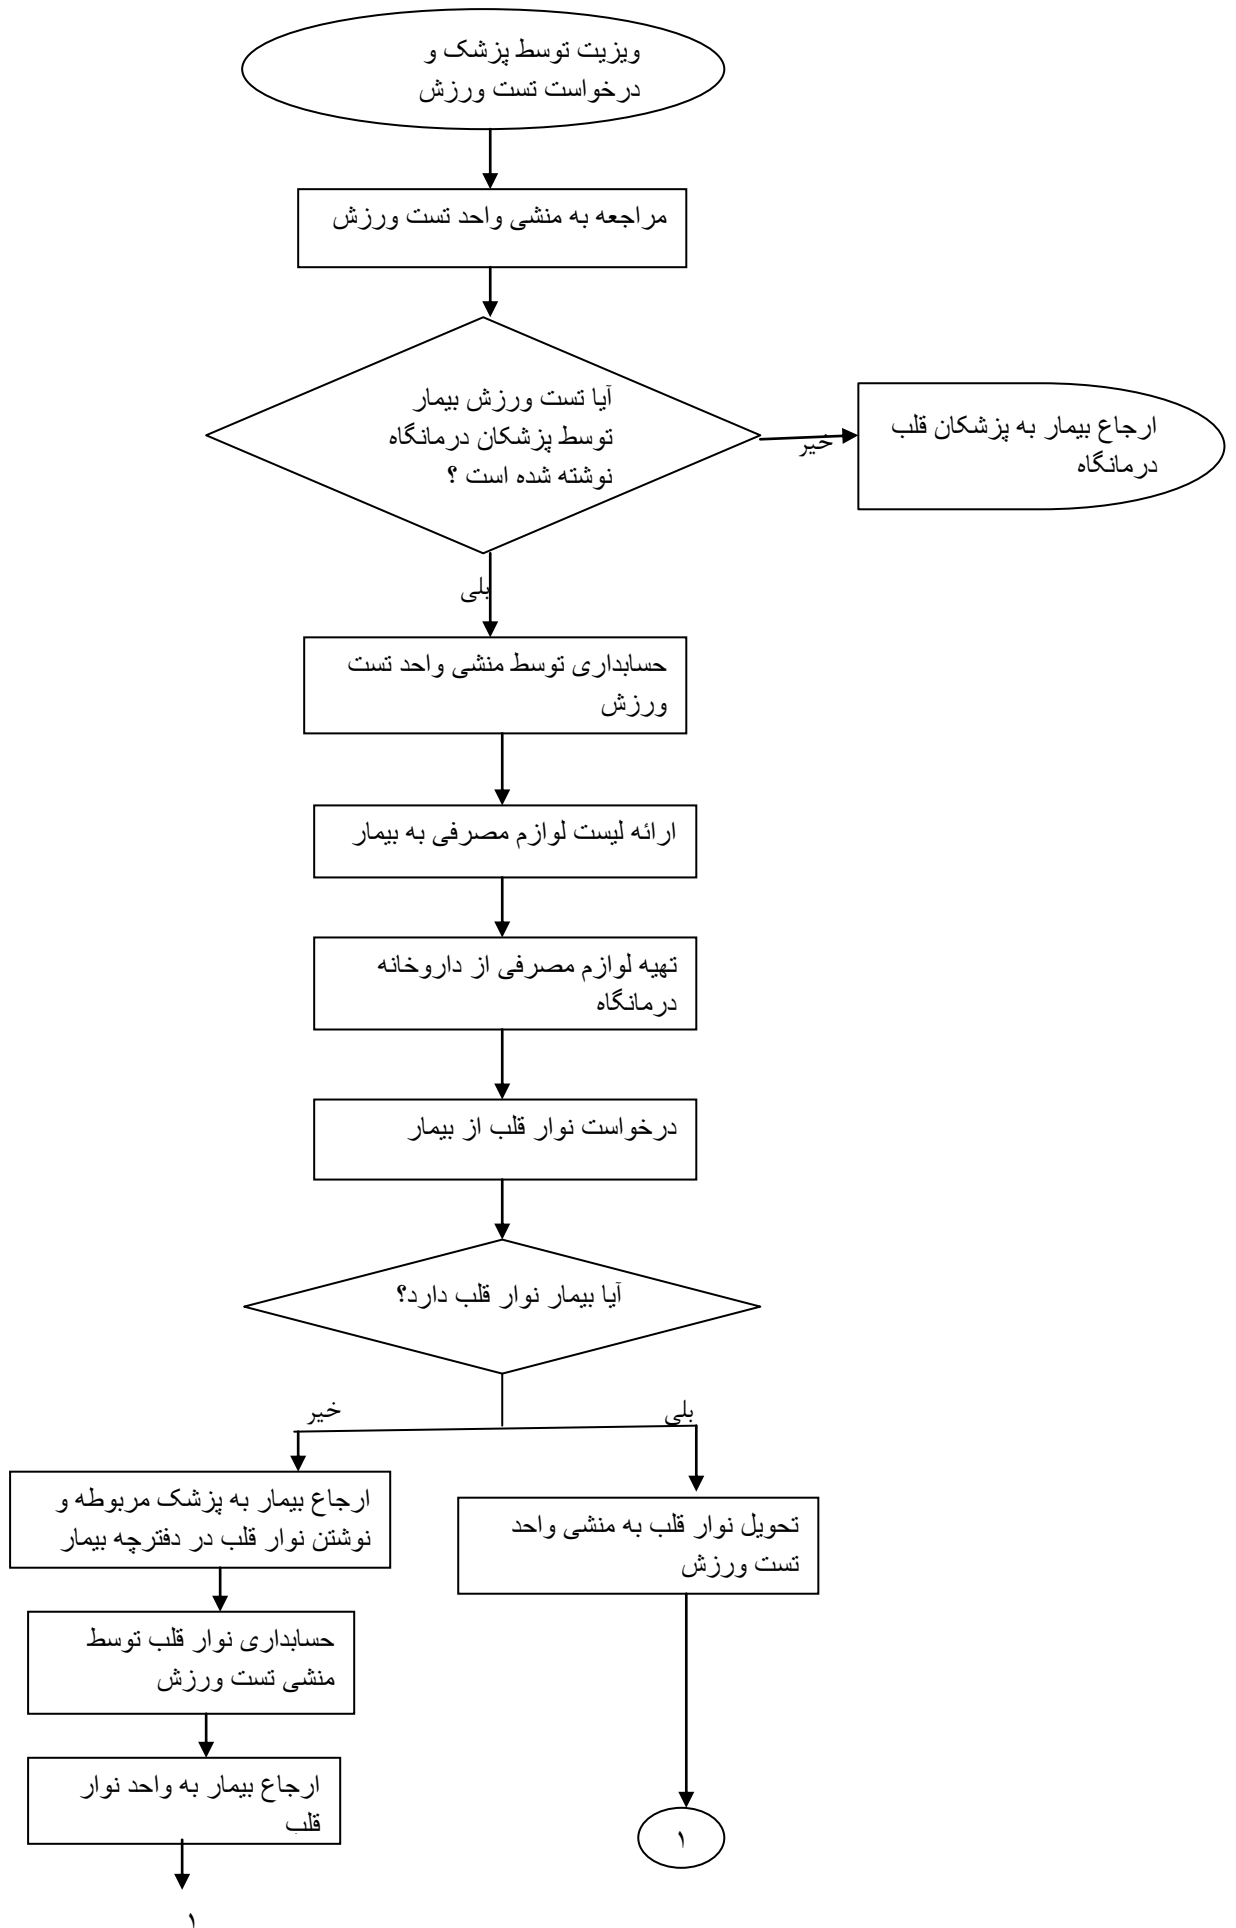 ویزیت توسط پزشک و
درخواست تست ورزش
مراجعه به منشی واحد تست ورزش
آیا تست ورزش بیمار
توسط پزشکان درمانگاه
نوشته شده است ؟
خیر
ارجاع بیمار به پزشکان قلب
درمانگاه
بلی
حسابداری توسط منشی واحد تست
ورزش
ارائه لیست لوازم مصرفی به بیمار
تهیه لوازم مصرفی از داروخانه
درمانگاه
درخواست نوار قلب از بیمار
آیا بیمار نوار قلب دارد؟
بلی
خیر
تحویل نوار قلب به منشی واحد
تست ورزش
۱
ارجاع بیمار به پزشک مربوطه و
نوشتن نوار قلب در دفترچه بیمار
حسابداری نوار قلب توسط
منشی تست ورزش
ارجاع بیمار به واحد نوار
قلب
۱